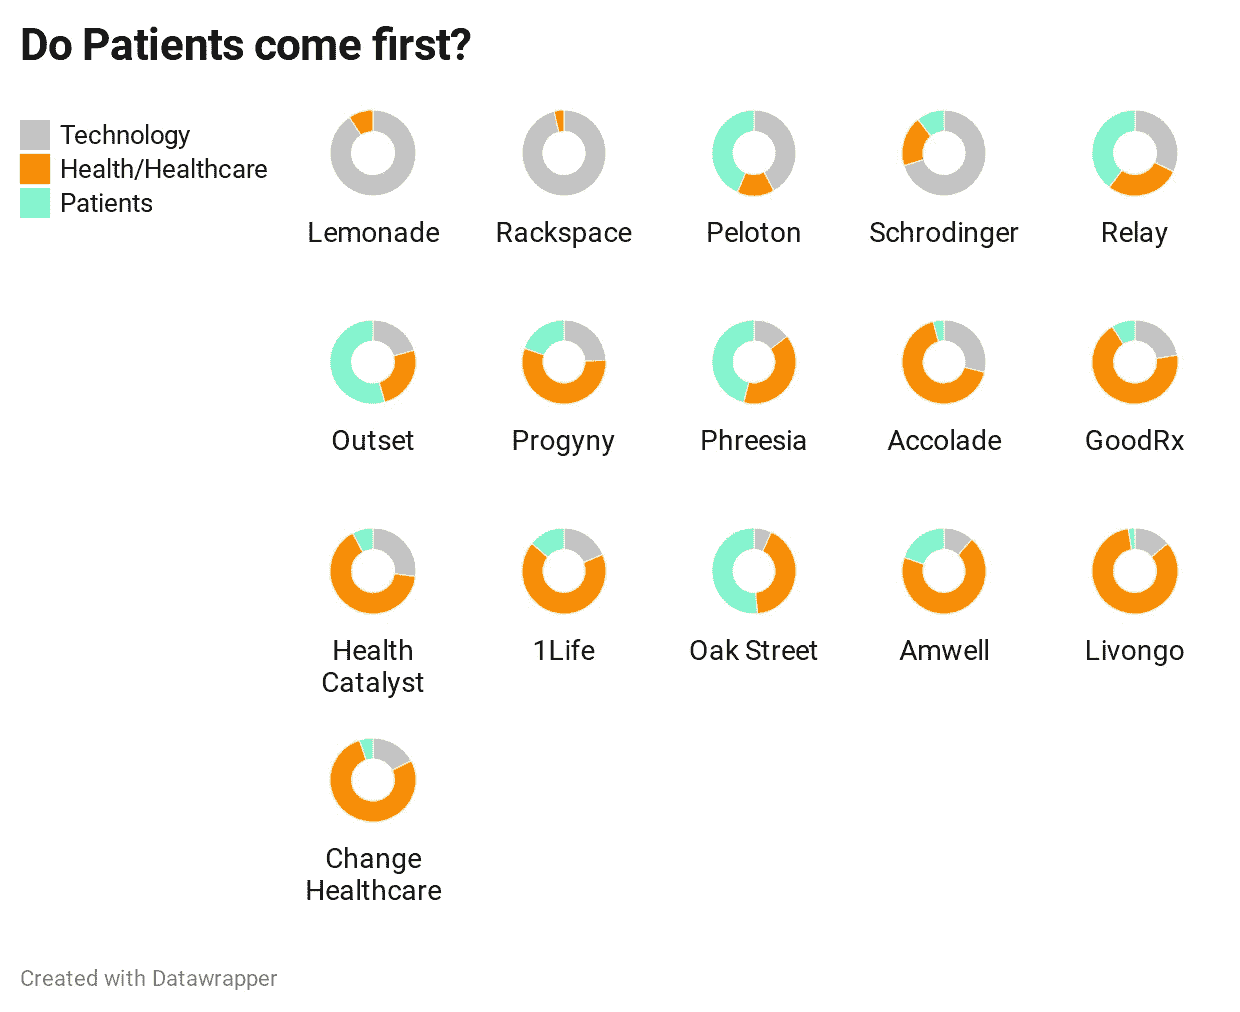 Do Patients come first?
Technology
Health/Healthcare
Patients
Lemonade
Rackspace
Peloton
Schrodinger
Relay
Outset
Progyny
Phreesia
Accolade
GoodRx
Health
Catalyst
1Life
Oak Street
Amwell
Livongo
Change
Healthcare
Created with Datawrapper